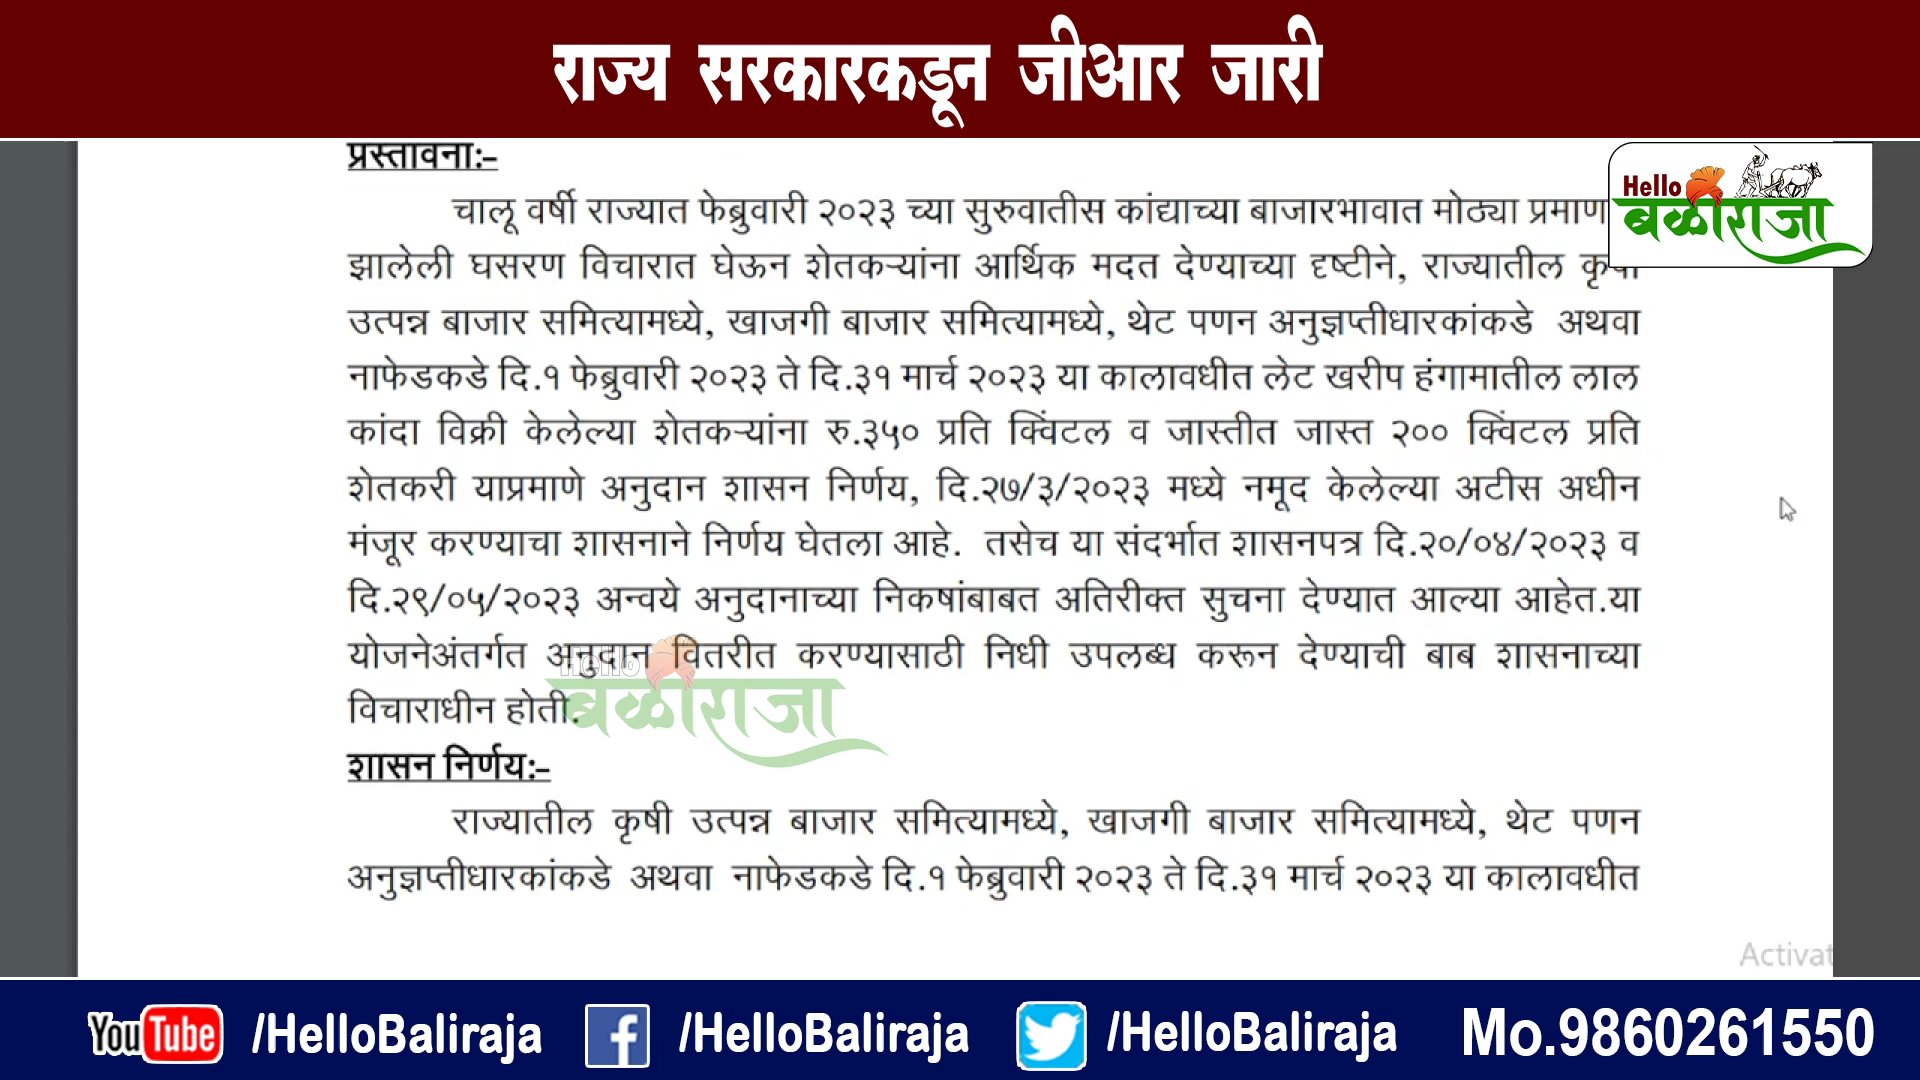 राज्य सरकारकडून जीआर जारी
प्रस्तावना:-
Hello
बळीराजा
चालू वर्षी राज्यात फेब्रुवारी २०२३ च्या सुरुवातीस कांद्याच्या बाजारभावात मोठ्या
झालेली घसरण विचारात घेऊन शेतकऱ्यांना आर्थिक मदत देण्याच्या दृष्टीने, राज्यातील कृषी
उत्पन्न बाजार समित्यामध्ये, खाजगी बाजार समित्यामध्ये, थेट पणन अनुज्ञप्तीधारकांकडे अथवा
नाफेडकडे दि.१ फेब्रुवारी २०२३ ते दि.३१ मार्च २०२३ या कालावधीत लेट खरीप हंगामातील लाल
कांदा विक्री केलेल्या शेतकऱ्यांना रु.३५० प्रति क्विंटल व जास्तीत जास्त २०० क्विंटल प्रति
शेतकरी याप्रमाणे अनुदान शासन निर्णय, दि.२७/३/२०२३ मध्ये नमूद केलेल्या अटीस अधीन
मंजूर करण्याचा शासनाने निर्णय घेतला आहे. तसेच या संदर्भात शासनपत्र दि.२०/०४/२०२३ व
दि.२९/०५/२०२३ अन्वये अनुदानाच्या निकषांबाबत अतिरीक्त सुचना देण्यात आल्या आहेत.या
योजनेअंतर्गत अनुदान वितरीत करण्यासाठी निधी उपलब्ध करून देण्याची बाब शासनाच्या
विचाराधीन होती.
hello
बळीराजा
शासन निर्णय:-
राज्यातील कृषी उत्पन्न बाजार समित्यामध्ये, खाजगी बाजार समित्यामध्ये, थेट पणन
अनुज्ञप्तीधारकांकडे अथवा नाफेडकडे दि.१ फेब्रुवारी २०२३ ते दि.३१ मार्च २०२३ या कालावधीत
Activat
YouTube /HelloBaliraja f /HelloBaliraja /HelloBaliraja Mo.9860261550